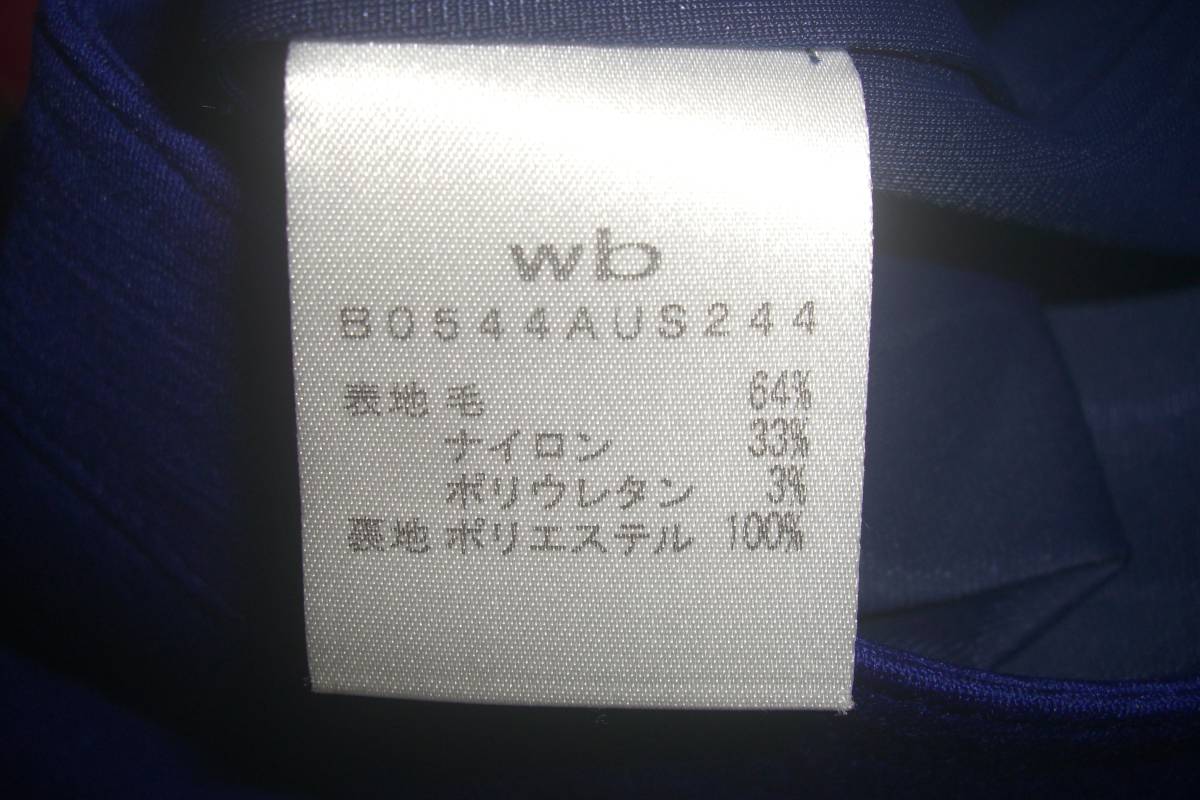 wb
B0544AUS244
表地 毛 64%
ナイロン 33%
ポリウレタン 3%
裏地 ポリエステル 100%